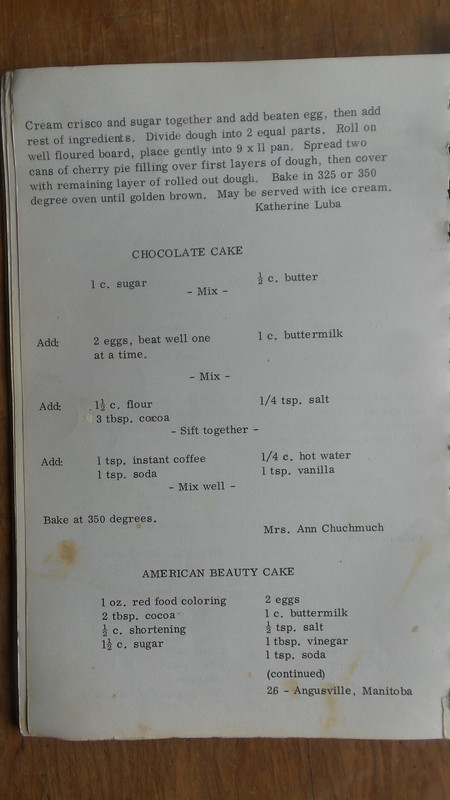 Cream crisco and sugar together and add beaten egg, then add
rest of ingredients. Divide dough into 2 equal parts. Roll on
well floured board, place gently into 9 x 11 pan. Spread two
cans of cherry pie filling over first layers of dough, then cover
with remaining layer of rolled out dough. Bake in 325 or 350
degree oven until golden brown. May be served with ice cream.
Katherine Luba
CHOCOLATE CAKE
1 c. sugar ½ c. butter
- Mix -
Add: 2 eggs, beat well one 1 c. buttermilk
at a time.
- Mix -
Add: 1½ c. flour 1/4 tsp. salt
3 tbsp. cocoa
- Sift together -
Add: 1 tsp. instant coffee 1/4 c. hot water
1 tsp. soda 1 tsp. vanilla
- Mix well -
Bake at 350 degrees.
Mrs. Ann Chuchmuch
AMERICAN BEAUTY CAKE
1 oz. red food coloring 2 eggs
2 tbsp. cocoa 1 c. buttermilk
½ c. shortening ½ tsp. salt
1½ c. sugar 1 tbsp. vinegar
1 tsp. soda
(continued)
26 - Angusville, Manitoba